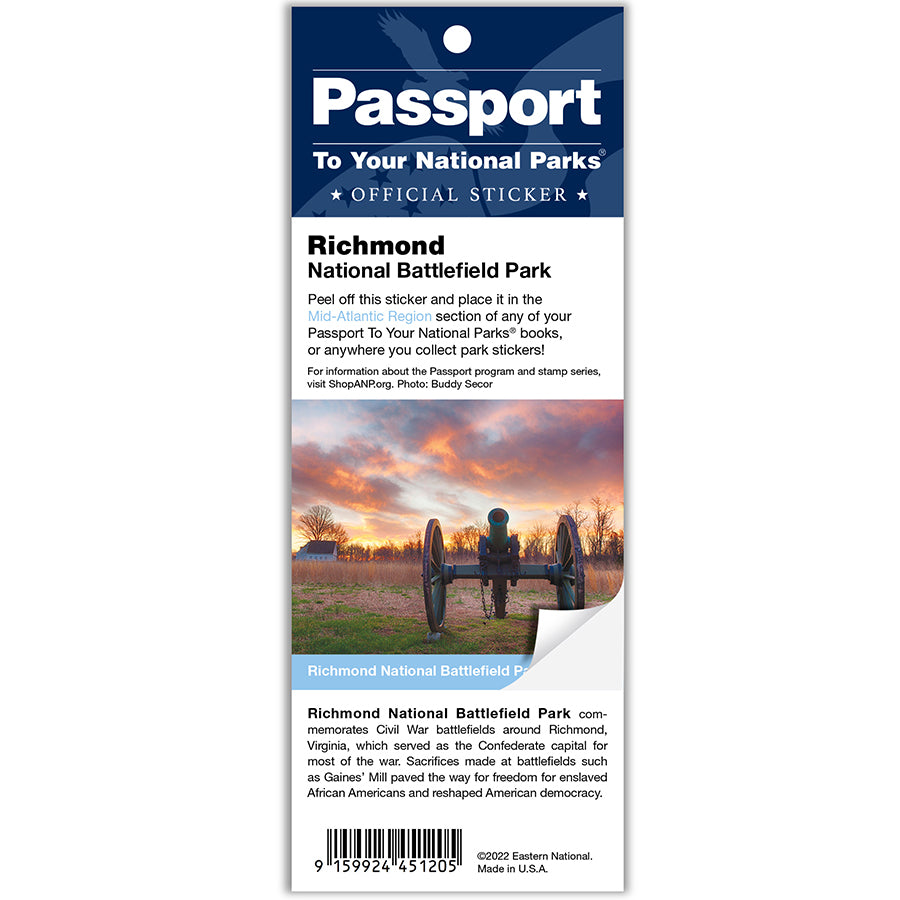 Passport
To Your National Parks®
★ OFFICIAL STICKER ★
Richmond
National Battlefield Park
Peel off this sticker and place it in the
Mid-Atlantic Region section of any of your
Passport To Your National Parks® books,
or anywhere you collect park stickers!
For information about the Passport program and stamp series,
visit ShopANP.org. Photo: Buddy Secor
Richmond National Battlefield P
Richmond National Battlefield Park com-
memorates Civil War battlefields around Richmond,
Virginia, which served as the Confederate capital for
most of the war. Sacrifices made at battlefields such
as Gaines' Mill paved the way for freedom for enslaved
African Americans and reshaped American democracy.
9 159924 451205
©2022 Eastern National.
Made in U.S.A.